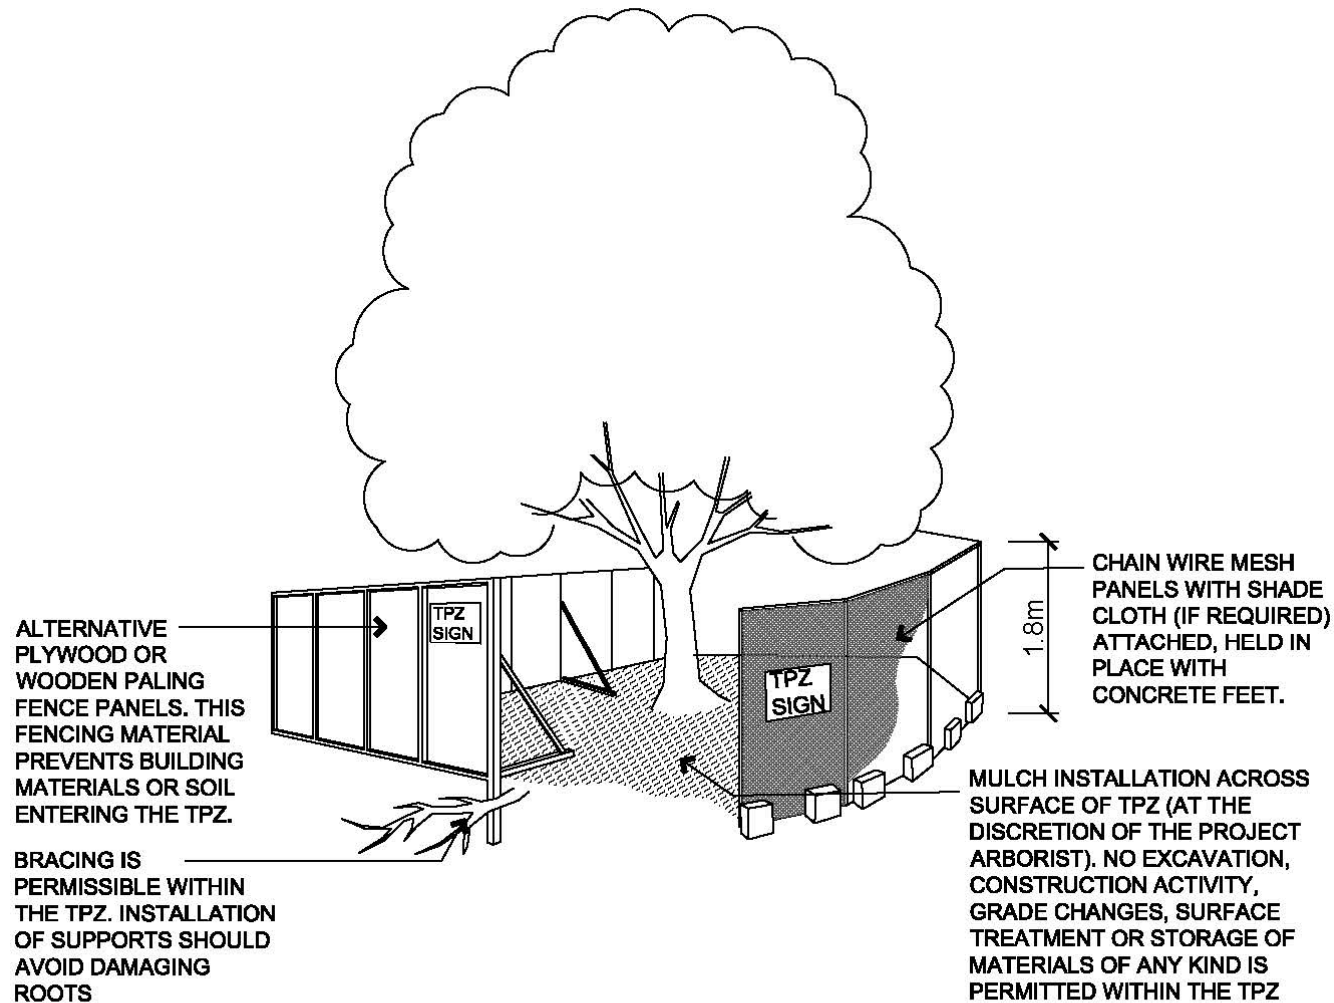 ALTERNATIVE
PLYWOOD OR
WOODEN PALING
FENCE PANELS. THIS
FENCING MATERIAL
PREVENTS BUILDING
MATERIALS OR SOIL
ENTERING THE TPZ.
BRACING IS
PERMISSIBLE WITHIN
THE TPZ. INSTALLATION
OF SUPPORTS SHOULD
AVOID DAMAGING
ROOTS
TPZ
SIGN
TPZ
SIGN
1.8m
CHAIN WIRE MESH
PANELS WITH SHADE
CLOTH (IF REQUIRED)
ATTACHED, HELD IN
PLACE WITH
CONCRETE FEET.
MULCH INSTALLATION ACROSS
SURFACE OF TPZ (AT THE
DISCRETION OF THE PROJECT
ARBORIST). NO EXCAVATION,
CONSTRUCTION ACTIVITY,
GRADE CHANGES, SURFACE
TREATMENT OR STORAGE OF
MATERIALS OF ANY KIND IS
PERMITTED WITHIN THE TPZ